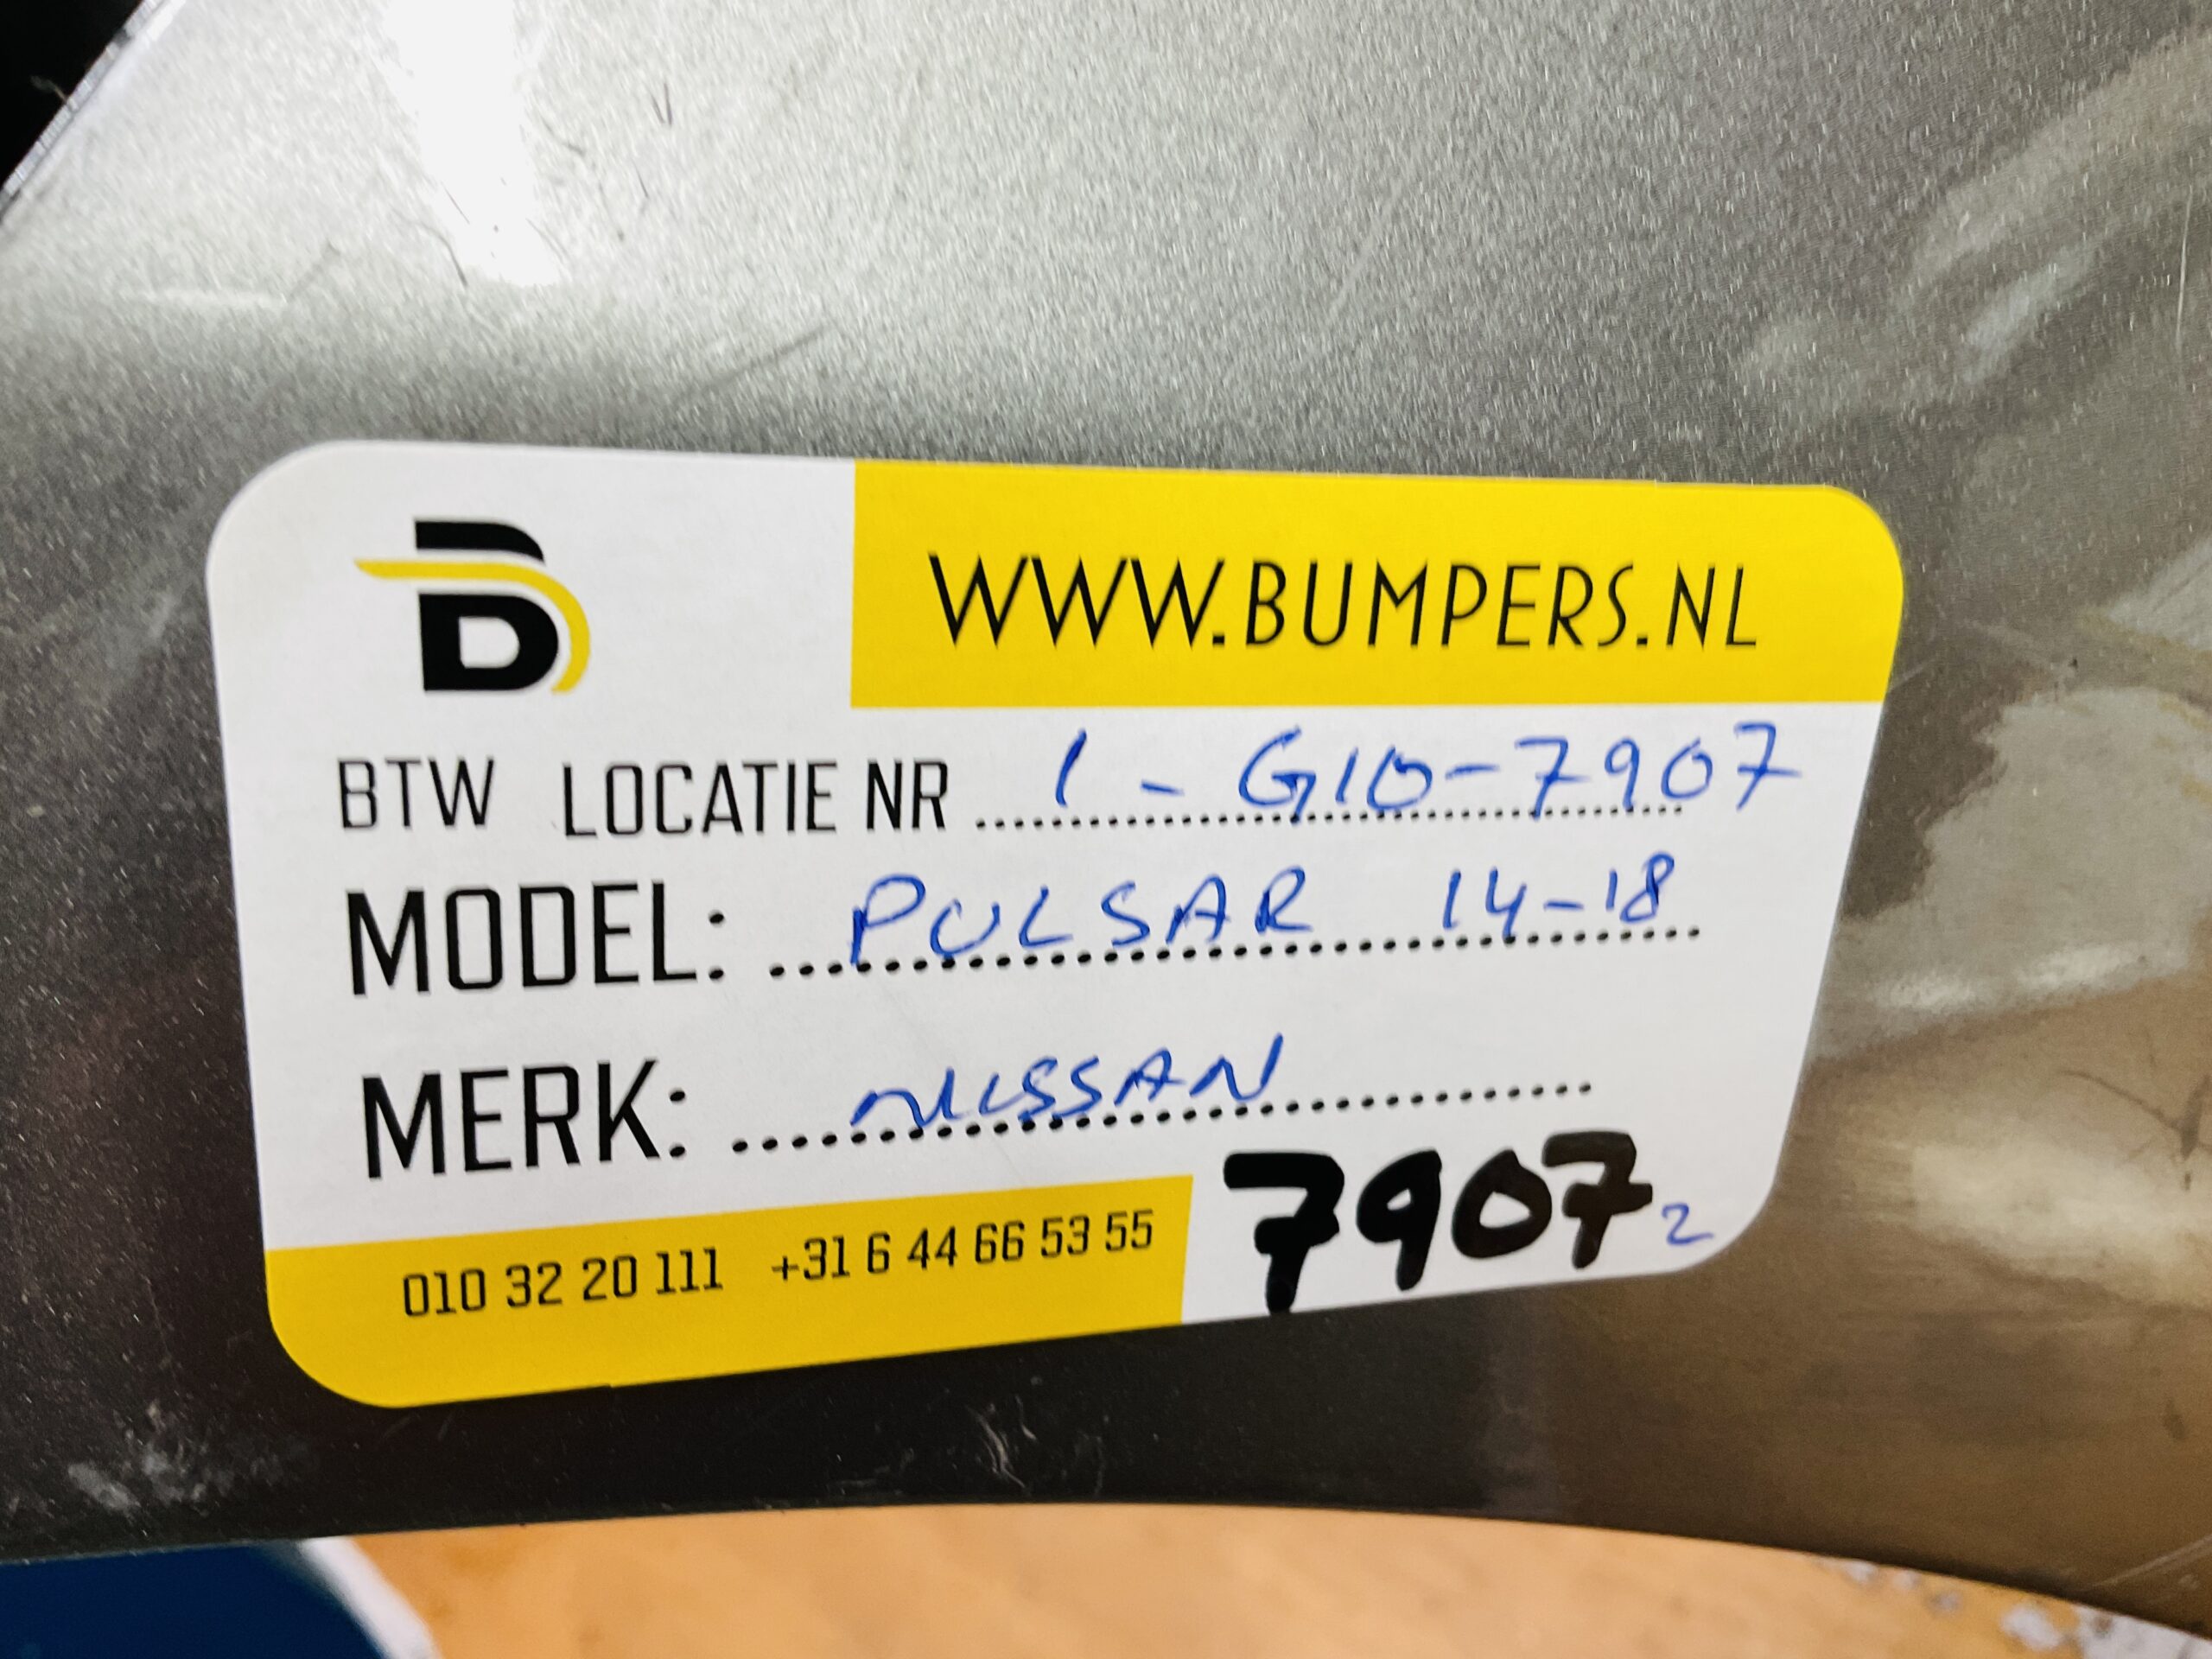 B
WWW.BUMPERS.NL
BTW LOCATIE NR 1 - G10-7907
MODEL: PULSAR 14-18
MERK: NISSAN
7907 2
010 32 20 111 +31 6 44 66 53 55